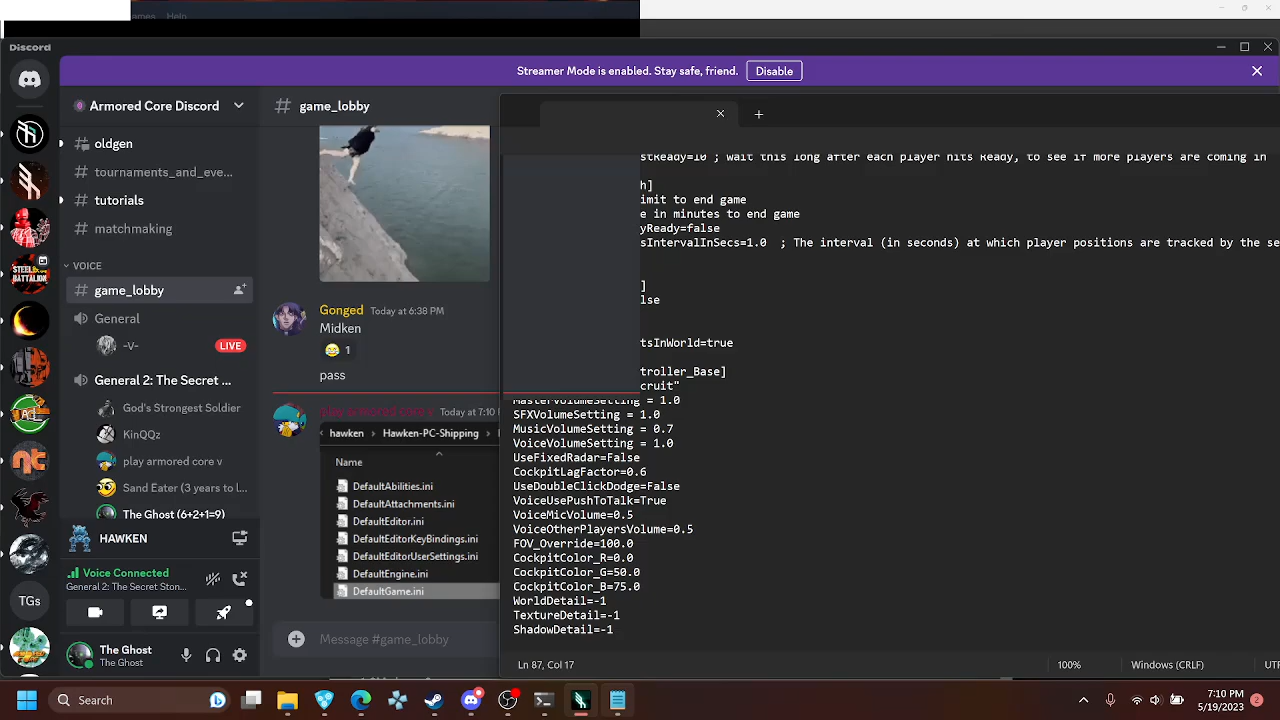 ames Help
Discord
Streamer Mode is enabled. Stay safe, friend. Disable
Armored Core Discord
oldgen
tournaments_and_eve...
tutorials
matchmaking
VOICE
game_lobby
General
-V-
LIVE
General 2: The Secret ...
God's Strongest Soldier
KinQQz
play armored core v
Sand Eater (3 years to l...
The Ghost (6+2+1=9)
HAWKEN
Voice Connected
General 2: The Secret Ston...
TGs
The Ghost
The Ghost
# game_lobby
Gonged Today at 6:38 PM
Midken
1
pass
Today at 7:10
hawken > Hawken-PC-Shipping >
Name
DefaultAbilities.ini
DefaultAttachments.ini
DefaultEditor.ini
DefaultEditorKeyBindings.ini
DefaultEditorUserSettings.ini
DefaultEngine.ini
DefaultGame.ini
Message #game_lobby
stReady=10 ; wait this long after each player hits Ready, to see if more players are coming in
h]
imit to end game
e in minutes to end game
yReady=false
sIntervalInSecs=1.0 ; The interval (in seconds) at which player positions are tracked by the se
]
lse
tsInWorld=true
troller_Base]
cruit"
MasterVolumeSetting = 1.0
SFXVolumeSetting = 1.0
MusicVolumeSetting = 0.7
VoiceVolumeSetting = 1.0
UseFixedRadar=False
CockpitLagFactor=0.6
UseDoubleClickDodge=False
VoiceUsePushToTalk=True
VoiceMicVolume=0.5
VoiceOtherPlayersVolume=0.5
FOV_Override=100.0
CockpitColor_R=0.0
CockpitColor_G=50.0
CockpitColor_B=75.0
WorldDetail=-1
TextureDetail=-1
ShadowDetail=-1
Ln 87, Col 17
100%
Windows (CRLF)
UTF
Search
7:10 PM
5/19/2023
2